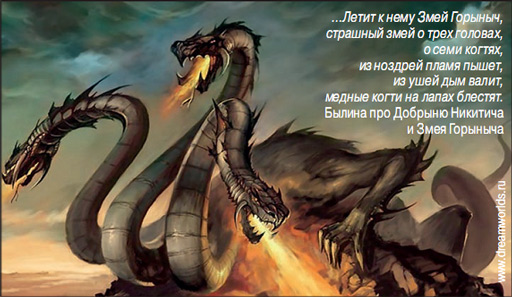 ...Летит к нему Змей Горыныч,
страшный змей о трех головах,
о семи когтях,
из ноздрей пламя пышет,
из ушей дым валит,
медные когти на лапах блестят.
Былина про Добрыню Никитича
и Змея Горыныча
www.dreamworlds.ru